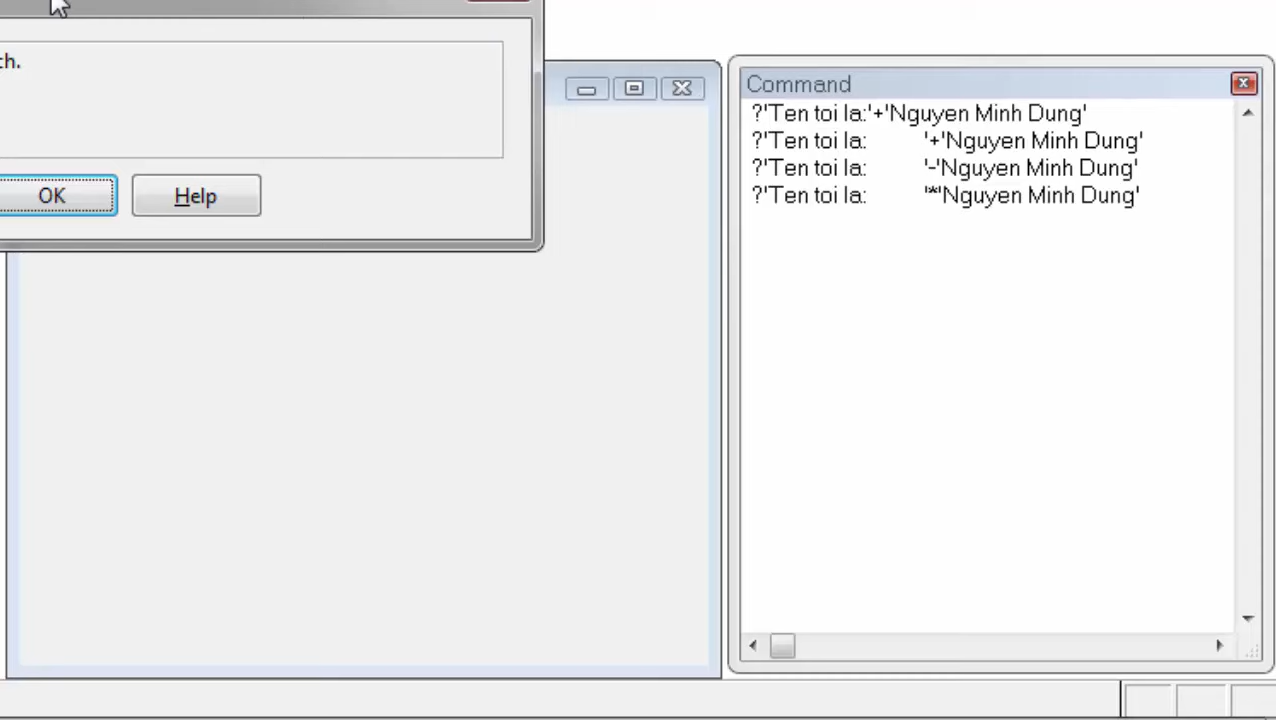 th.
OK
Help
Command
?'Ten toi la:'+'Nguyen Minh Dung'
?'Ten toi la:         '+'Nguyen Minh Dung'
?'Ten toi la:         '-'Nguyen Minh Dung'
?'Ten toi la:         '*'Nguyen Minh Dung'